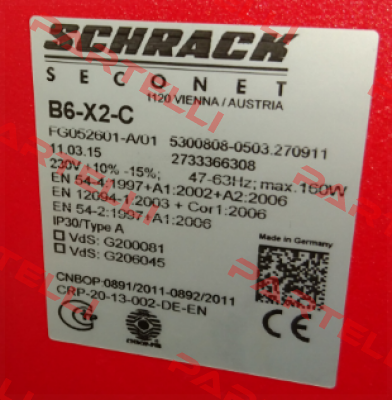 SCHRACK
SECONET
1120 VIENNA / AUSTRIA
B6-X2-C
FG052601-A/01 5300808-0503.270911
11.03.15 2733366308
230V +10% -15%; 47-63Hz; max.160W
EN 54-4:1997+A1:2002+A2:2006
EN 12094-1:2003 + Cor1:2006
EN 54-2:1997+A1:2006
IP30/Type A
VdS: G200081
VdS: G206045
Made in Germany
CNBOP-0891/2011-0892/2011
CRP-20-13-002-DE-EN
CE
PARTELLI